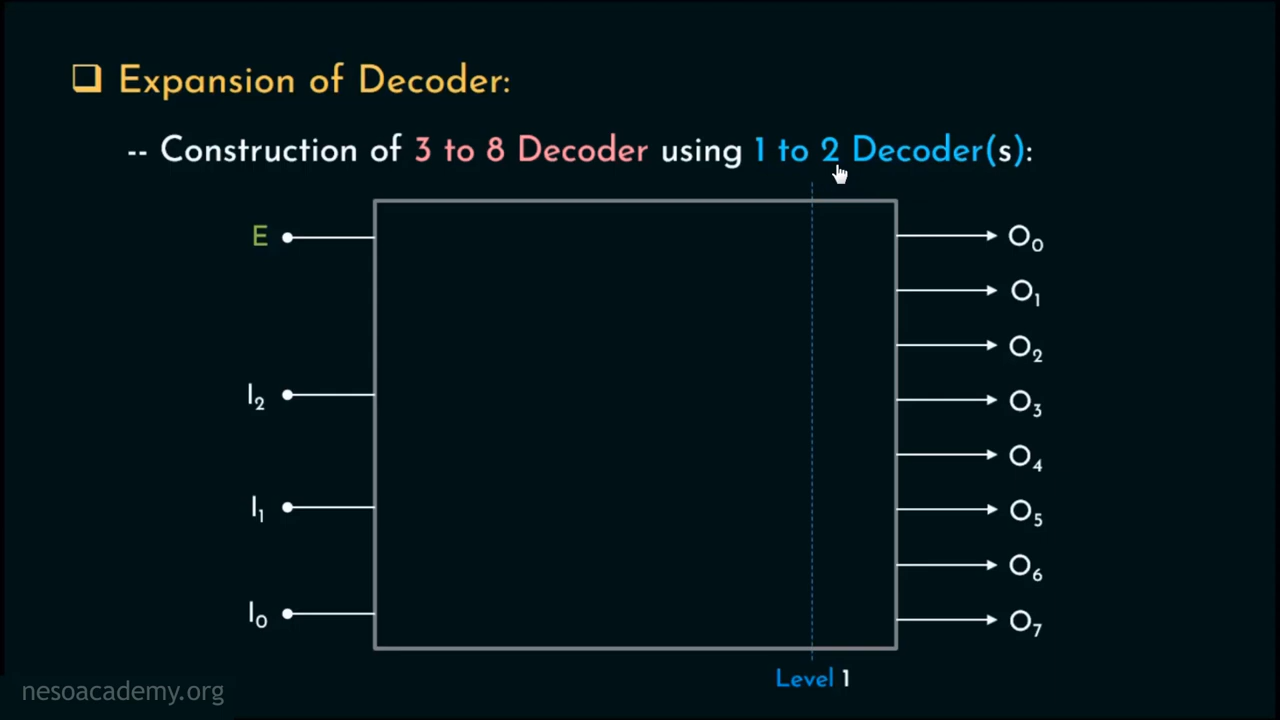 ❑ Expansion of Decoder:
-- Construction of 3 to 8 Decoder using 1 to 2 Decoder(s):
E
O₀
O₁
O₂
I₂
O₃
O₄
I₁
O₅
O₆
I₀
O₇
Level 1
nesoacademy.org